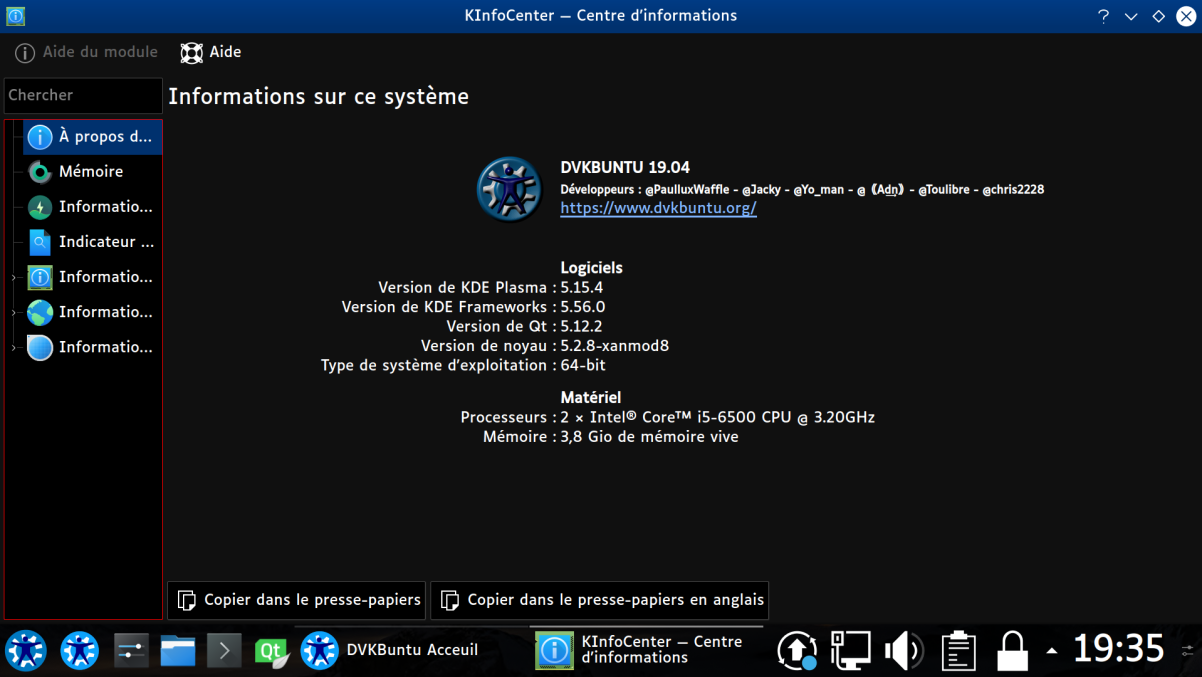 KInfoCenter — Centre d'informations
Aide du module
Aide
Chercher
Informations sur ce système
À propos d...
Mémoire
Informatio...
Indicateur ...
Informatio...
Informatio...
Informatio...
DVKBUNTU 19.04
Développeurs : @PaulluxWaffle - @Jacky - @Yo_man - @⟪Adn⟫ - @Toulibre - @chris2228
https://www.dvkbuntu.org/
Logiciels
Version de KDE Plasma : 5.15.4
Version de KDE Frameworks : 5.56.0
Version de Qt : 5.12.2
Version de noyau : 5.2.8-xanmod8
Type de système d'exploitation : 64-bit
Matériel
Processeurs : 2 × Intel® Core™ i5-6500 CPU @ 3.20GHz
Mémoire : 3,8 Gio de mémoire vive
Copier dans le presse-papiers
Copier dans le presse-papiers en anglais
Qt
DVKBuntu Acceuil
KInfoCenter — Centre
d'informations
19:35